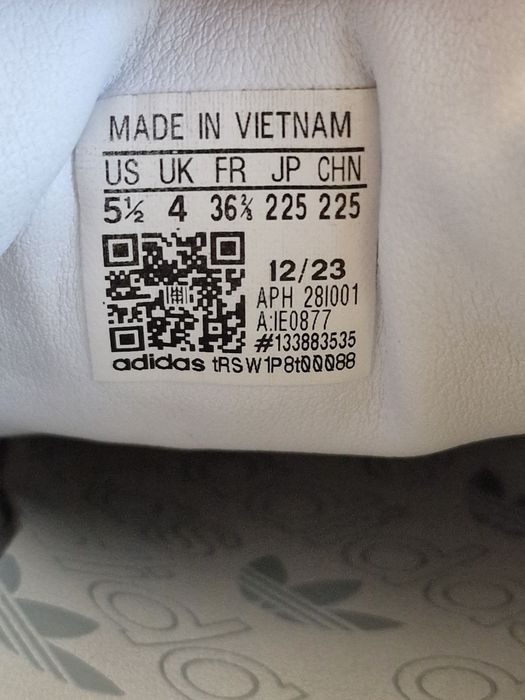 MADE IN VIETNAM
US UK FR JP CHN
5½ 4 36⅔ 225 225
12/23
APH 28I001
A:IE0877
#133883535
adidas tRSW1P8t00088